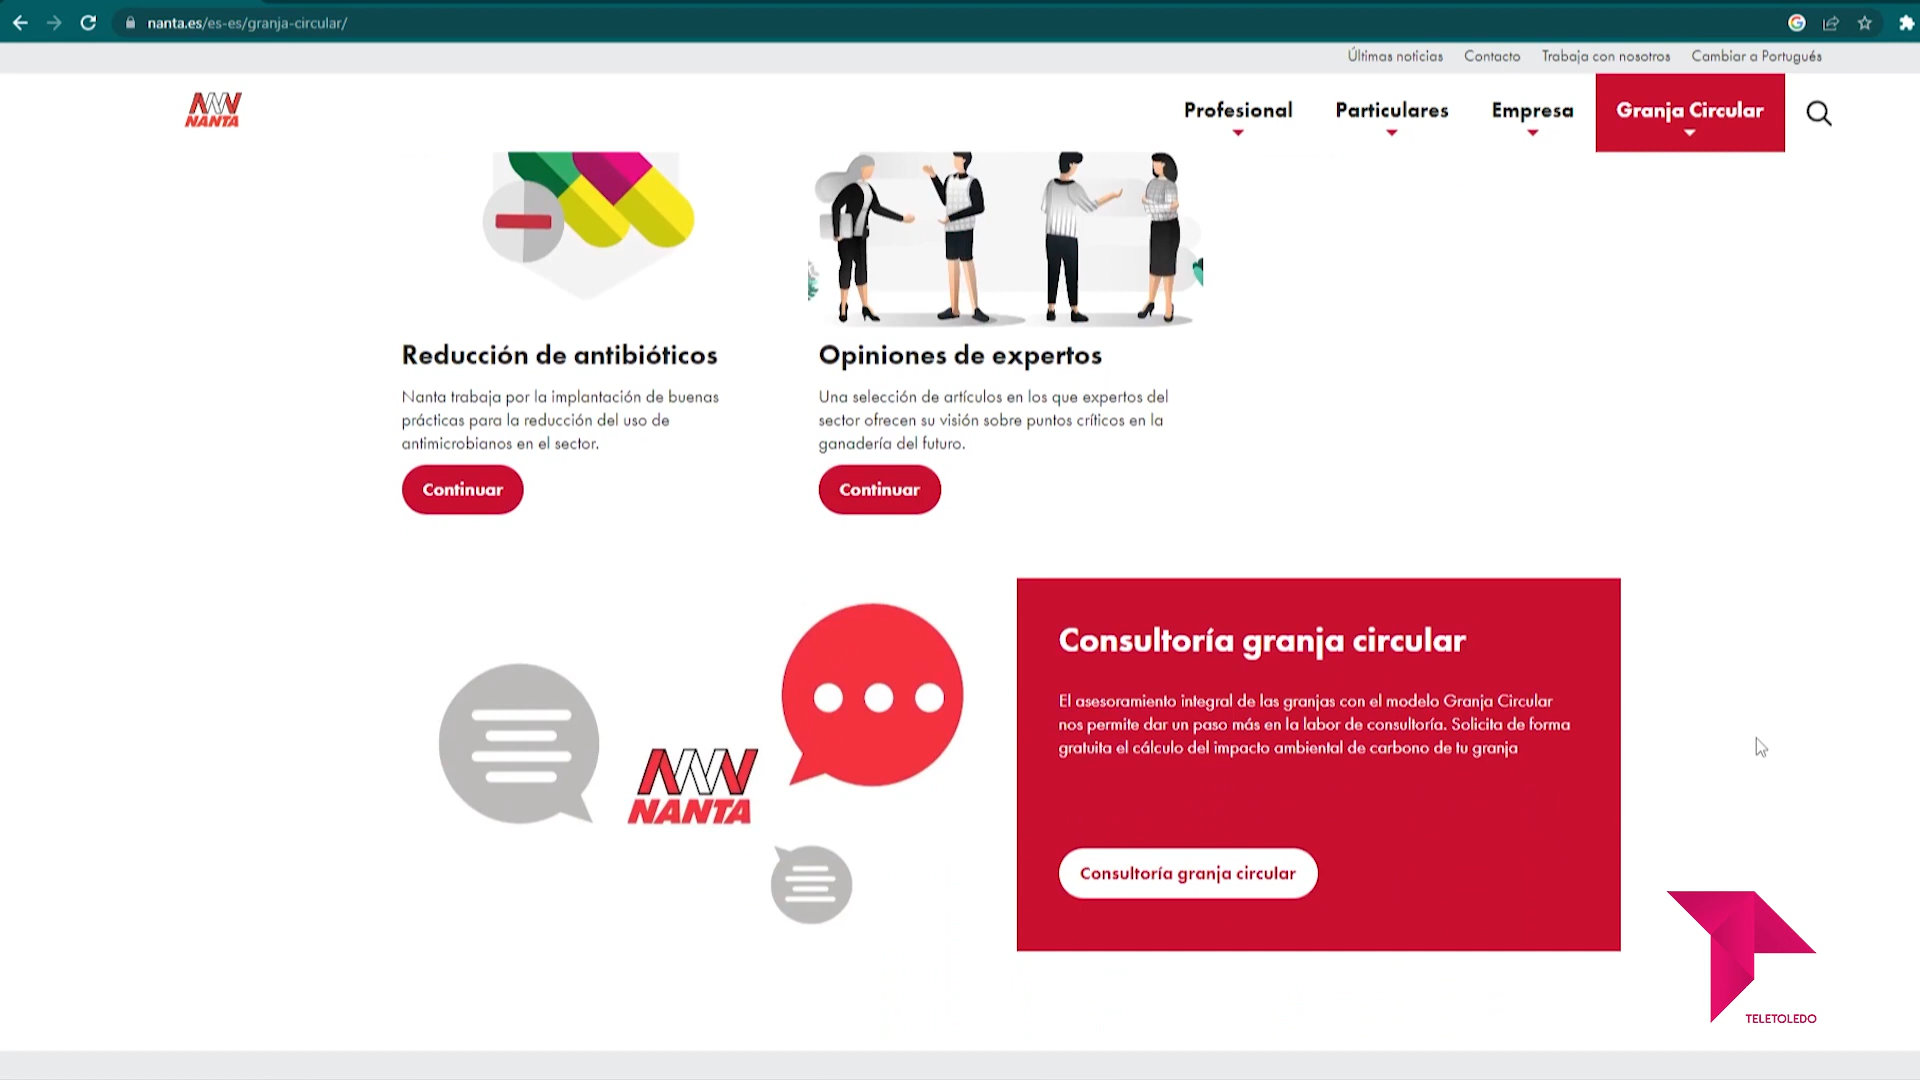 nanta.es/es-es/granja-circular/
Últimas noticias Contacto Trabaja con nosotros Cambiar a Portugués
NANTA
Profesional Particulares Empresa Granja Circular
Reducción de antibióticos
Nanta trabaja por la implantación de buenas
prácticas para la reducción del uso de
antimicrobianos en el sector.
Continuar
Opiniones de expertos
Una selección de artículos en los que expertos del
sector ofrecen su visión sobre puntos críticos en la
ganadería del futuro.
Continuar
NANTA
Consultoría granja circular
El asesoramiento integral de las granjas con el modelo Granja Circular
nos permite dar un paso más en la labor de consultoría. Solicita de forma
gratuita el cálculo del impacto ambiental de carbono de tu granja
Consultoría granja circular
TELETOLEDO